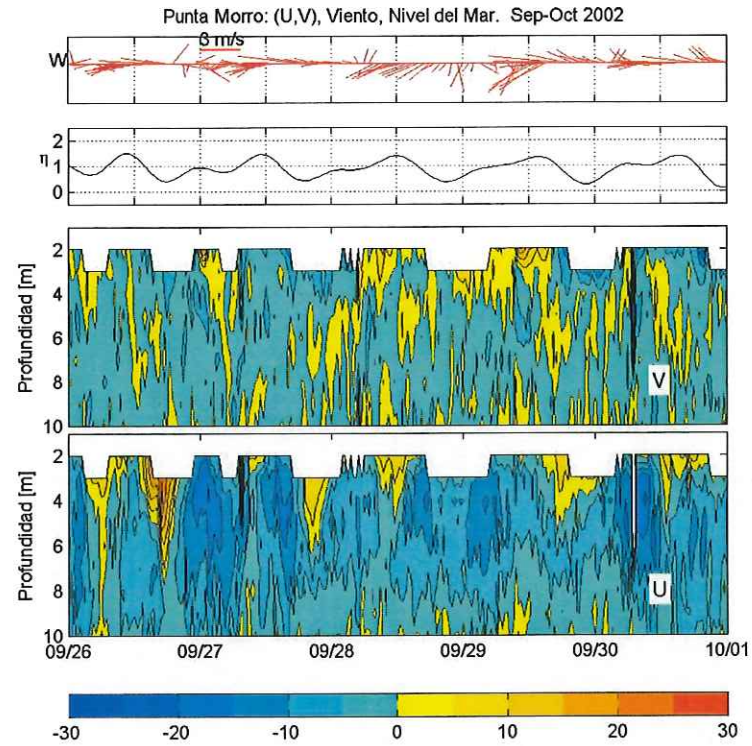 Punta Morro: (U,V), Viento, Nivel del Mar. Sep-Oct 2002
8 m/s
W
2
η 1
0
2
4
6
8
10
Profundidad [m]
V
2
4
6
8
10
Profundidad [m]
U
09/26 09/27 09/28 09/29 09/30 10/01
-30 -20 -10 0 10 20 30